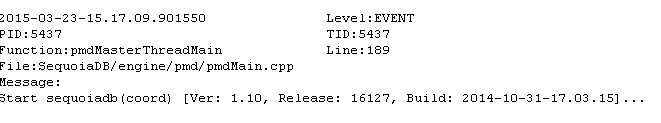 2015-03-23-15.17.09.901550 Level:EVENT
PID:5437 TID:5437
Function:pmdMasterThreadMain Line:189
File:SequoiaDB/engine/pmd/pmdMain.cpp
Message:
Start sequoiadb(coord) [Ver: 1.10, Release: 16127, Build: 2014-10-31-17.03.15]...